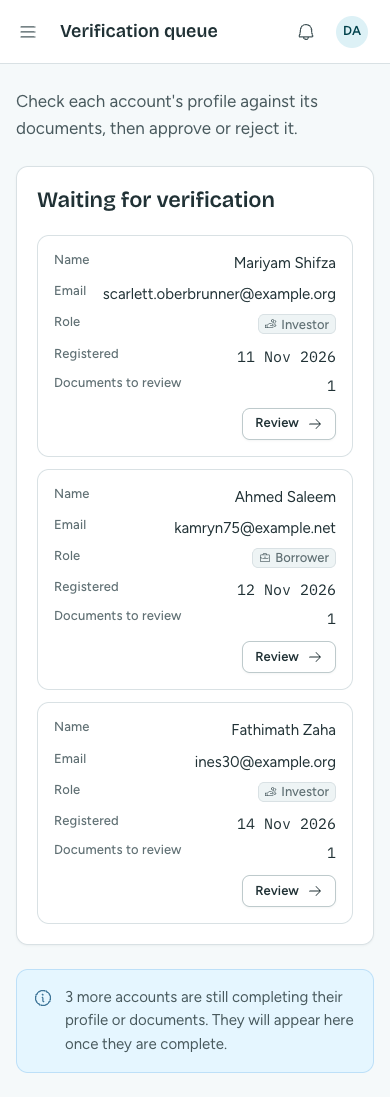 Verification queue
DA
Check each account's profile against its
documents, then approve or reject it.
Waiting for verification
Name Mariyam Shifza
Email scarlett.oberbrunner@example.org
Role Investor
Registered 11 Nov 2026
Documents to review 1
Review
Name Ahmed Saleem
Email kamryn75@example.net
Role Borrower
Registered 12 Nov 2026
Documents to review 1
Review
Name Fathimath Zaha
Email ines30@example.org
Role Investor
Registered 14 Nov 2026
Documents to review 1
Review
3 more accounts are still completing their
profile or documents. They will appear here
once they are complete.